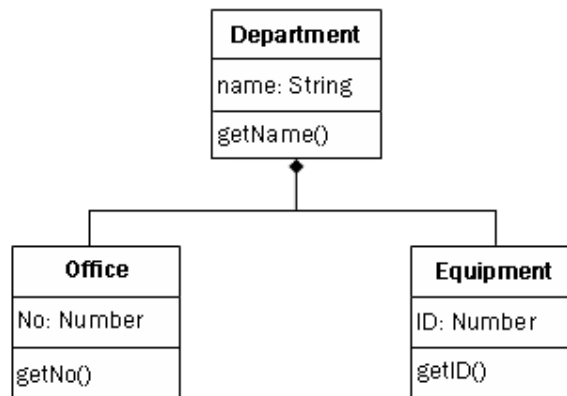 Department
name: String
getName()
Office
No: Number
getNo()
Equipment
ID: Number
getID()